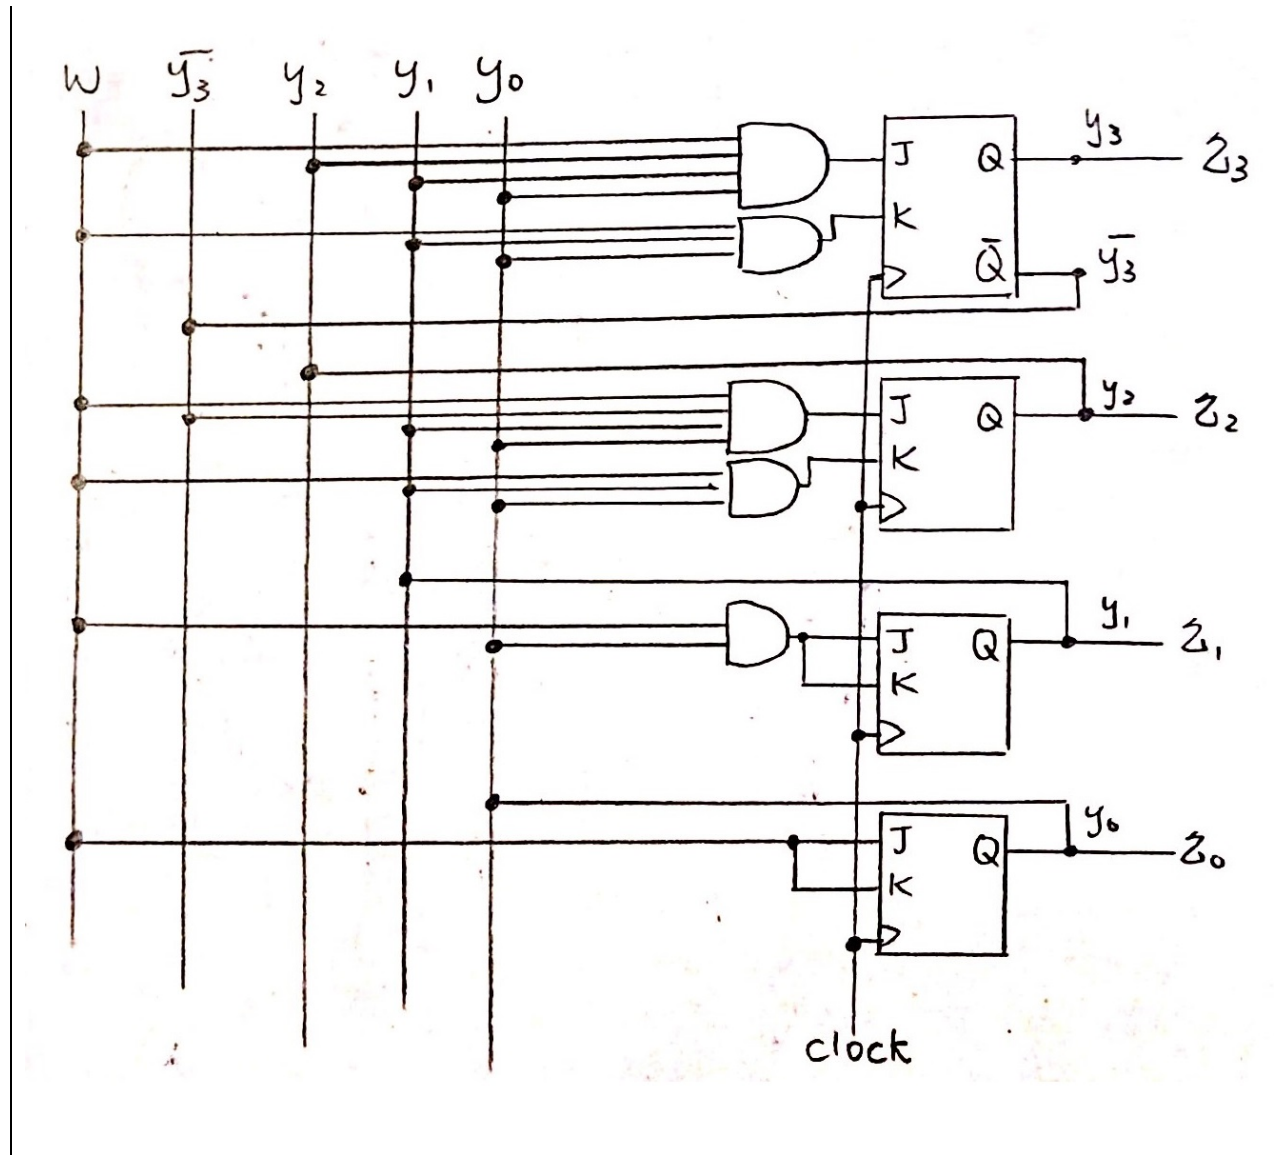 w y̅₃ y₂ y₁ y₀
J Q y₃ Z₃
K
Q̅ y̅₃
J Q y₂ Z₂
K
J Q y₁ Z₁
K
J Q y₀ Z₀
K
clock